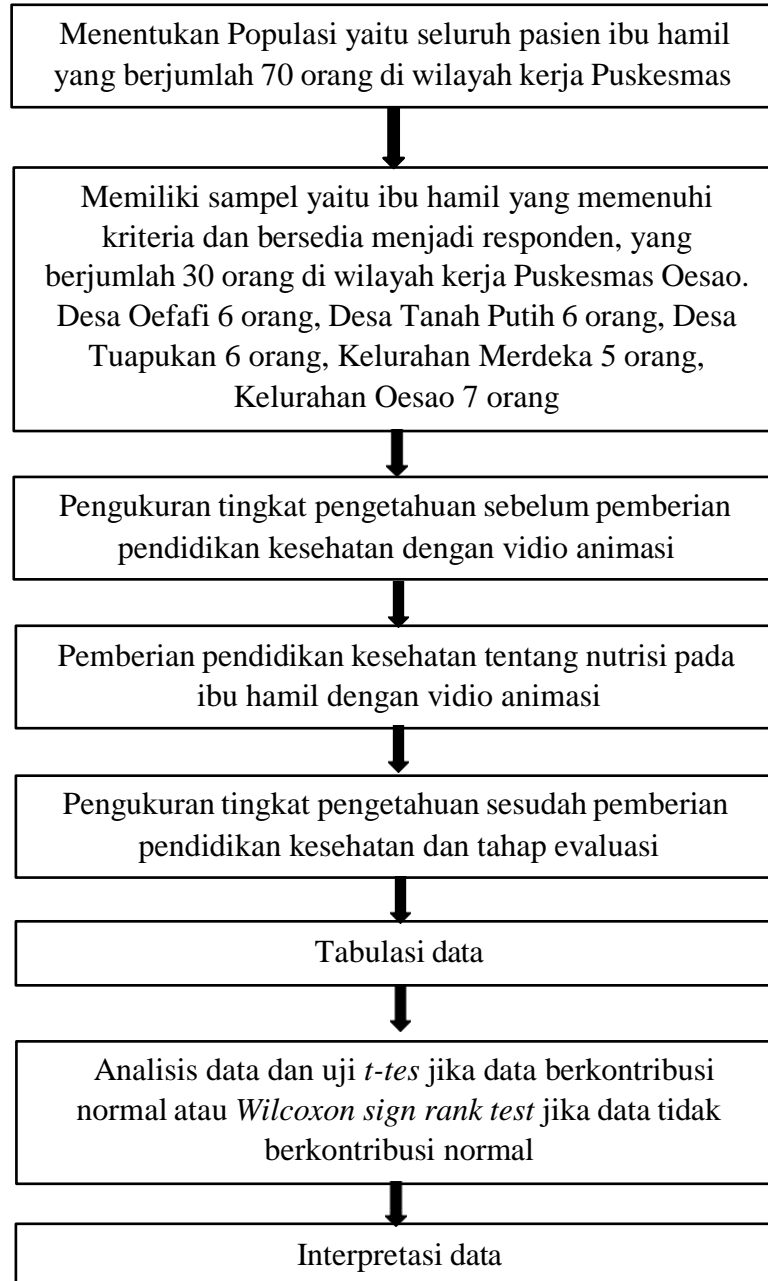 Menentukan Populasi yaitu seluruh pasien ibu hamil
yang berjumlah 70 orang di wilayah kerja Puskesmas
Memiliki sampel yaitu ibu hamil yang memenuhi
kriteria dan bersedia menjadi responden, yang
berjumlah 30 orang di wilayah kerja Puskesmas Oesao.
Desa Oefafi 6 orang, Desa Tanah Putih 6 orang, Desa
Tuapukan 6 orang, Kelurahan Merdeka 5 orang,
Kelurahan Oesao 7 orang
Pengukuran tingkat pengetahuan sebelum pemberian
pendidikan kesehatan dengan vidio animasi
Pemberian pendidikan kesehatan tentang nutrisi pada
ibu hamil dengan vidio animasi
Pengukuran tingkat pengetahuan sesudah pemberian
pendidikan kesehatan dan tahap evaluasi
Tabulasi data
Analisis data dan uji t-tes jika data berkontribusi
normal atau Wilcoxon sign rank test jika data tidak
berkontribusi normal
Interpretasi data